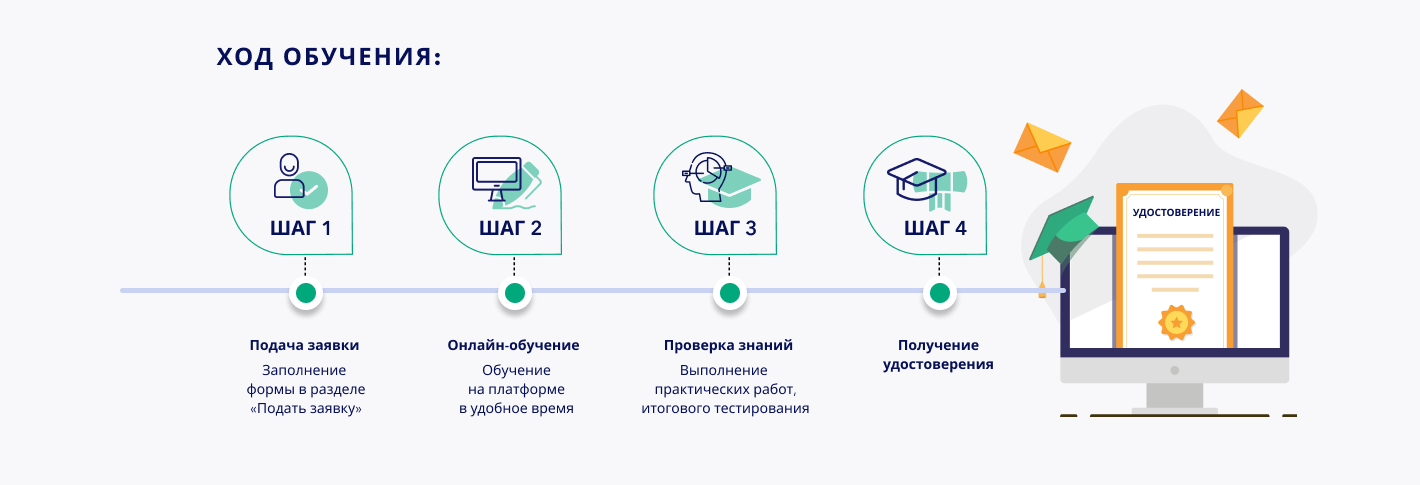 ХОД ОБУЧЕНИЯ:
ШАГ 1
ШАГ 2
ШАГ 3
ШАГ 4
УДОСТОВЕРЕНИЕ
Подача заявки
Заполнение
формы в разделе
«Подать заявку»
Онлайн-обучение
Обучение
на платформе
в удобное время
Проверка знаний
Выполнение
практических работ,
итогового тестирования
Получение
удостоверения